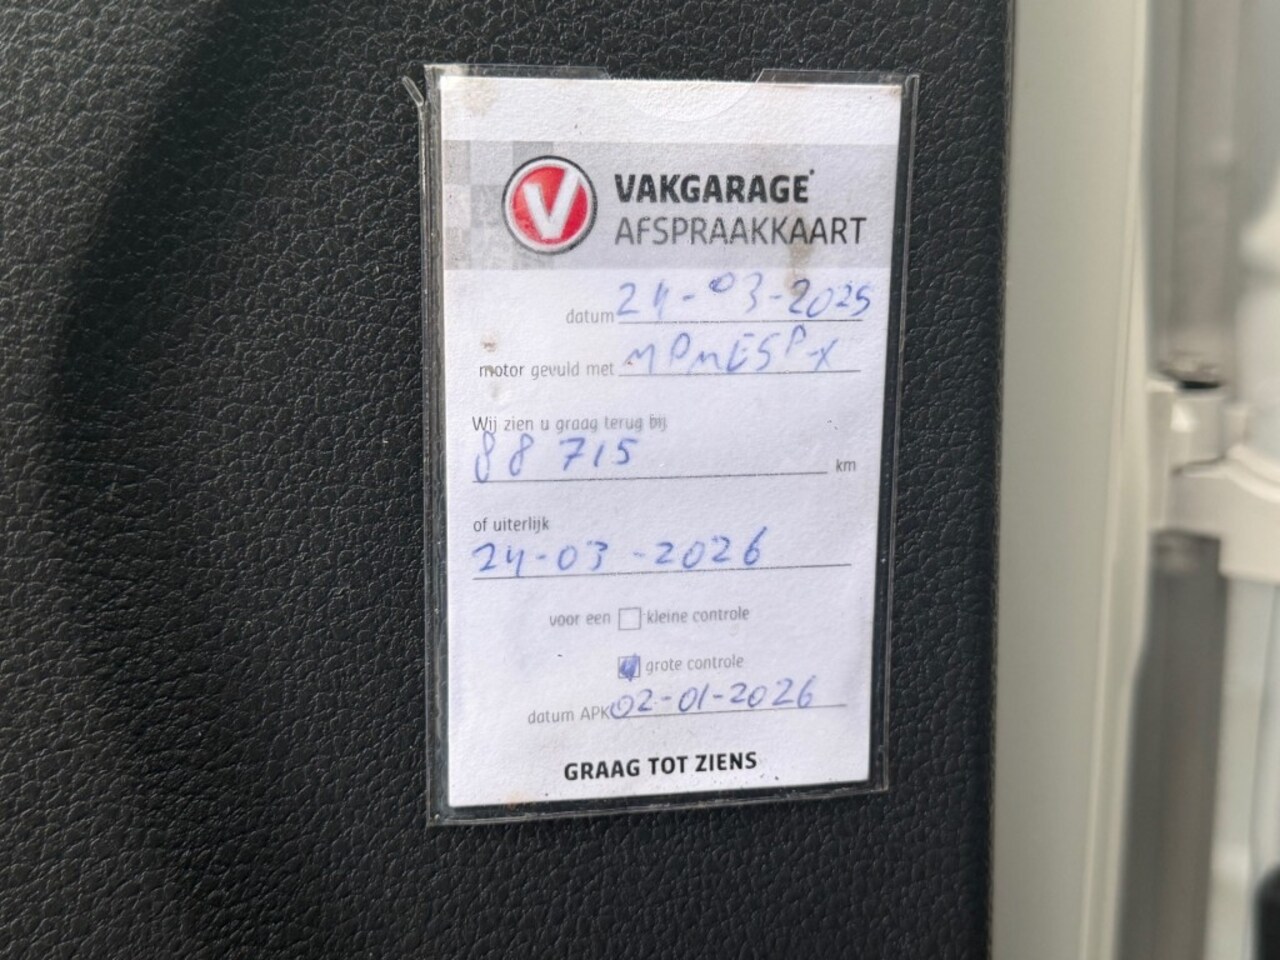 V VAKGARAGE
AFSPRAAKKAART
datum 24-03-2025
motor gevuld met MPMESP-X
Wij zien u graag terug bij
88 715 km
of uiterlijk
24-03-2026
voor een kleine controle
grote controle
datum APK 02-01-2026
GRAAG TOT ZIENS